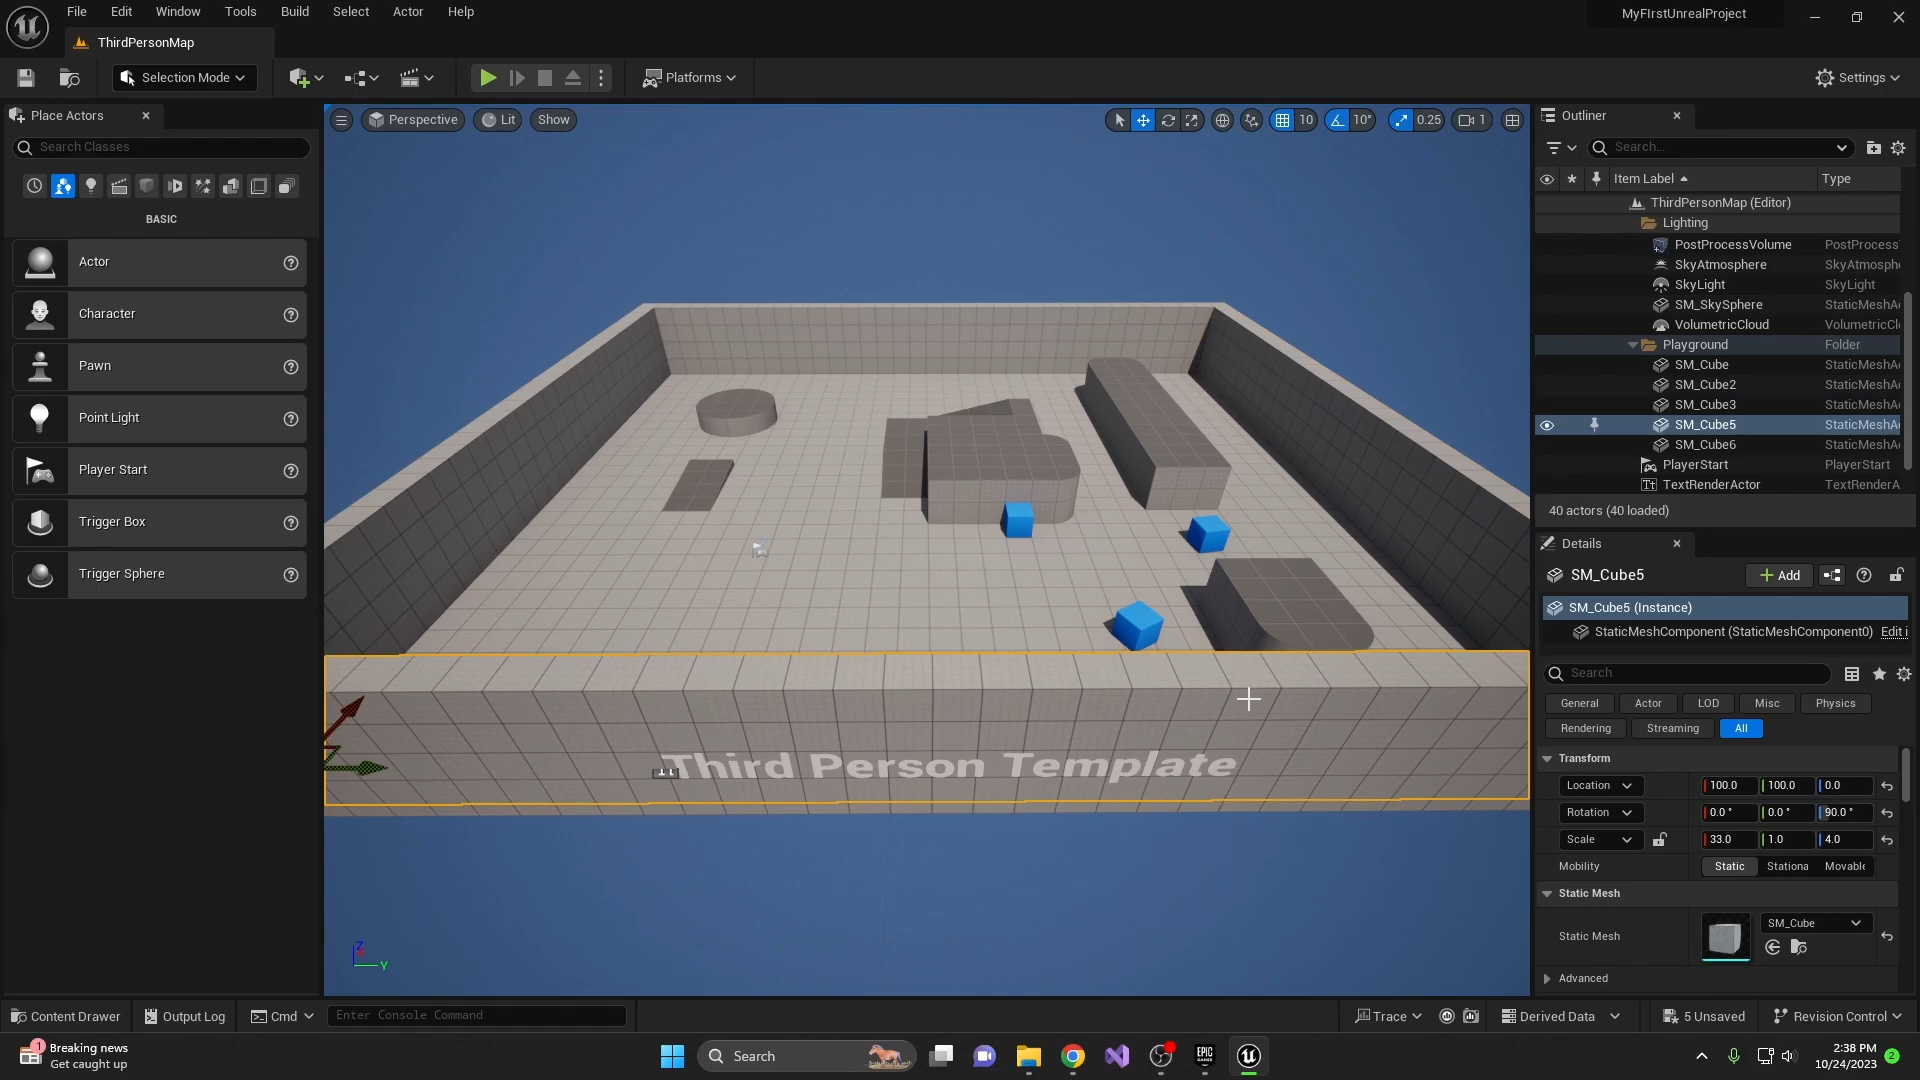 File Edit Window Tools Build Select Actor Help
MyFIrstUnrealProject
ThirdPersonMap
Selection Mode
Platforms
Settings
Place Actors
Search Classes
BASIC
Actor
Character
Pawn
Point Light
Player Start
Trigger Box
Trigger Sphere
Perspective Lit Show
10 10° 0.25 1
Third Person Template
Z
Y
Outliner
Search...
Item Label Type
ThirdPersonMap (Editor)
Lighting
PostProcessVolume PostProcess
SkyAtmosphere SkyAtmosphe
SkyLight SkyLight
SM_SkySphere StaticMeshA
VolumetricCloud VolumetricCl
Playground Folder
SM_Cube StaticMeshA
SM_Cube2 StaticMeshA
SM_Cube3 StaticMeshA
SM_Cube5 StaticMeshA
SM_Cube6 StaticMeshA
PlayerStart PlayerStart
TextRenderActor TextRenderA
40 actors (40 loaded)
Details
SM_Cube5 Add
SM_Cube5 (Instance)
StaticMeshComponent (StaticMeshComponent0) Edit i
Search
General Actor LOD Misc Physics
Rendering Streaming All
Transform
Location 100.0 100.0 0.0
Rotation 0.0 ° 0.0 ° 90.0 °
Scale 33.0 1.0 4.0
Mobility Static Stationa Movable
Static Mesh
Static Mesh SM_Cube
Advanced
Content Drawer Output Log Cmd Enter Console Command
Trace Derived Data 5 Unsaved Revision Control
1 Breaking news
Get caught up
Search
EPIC GAMES
2:38 PM
10/24/2023
2